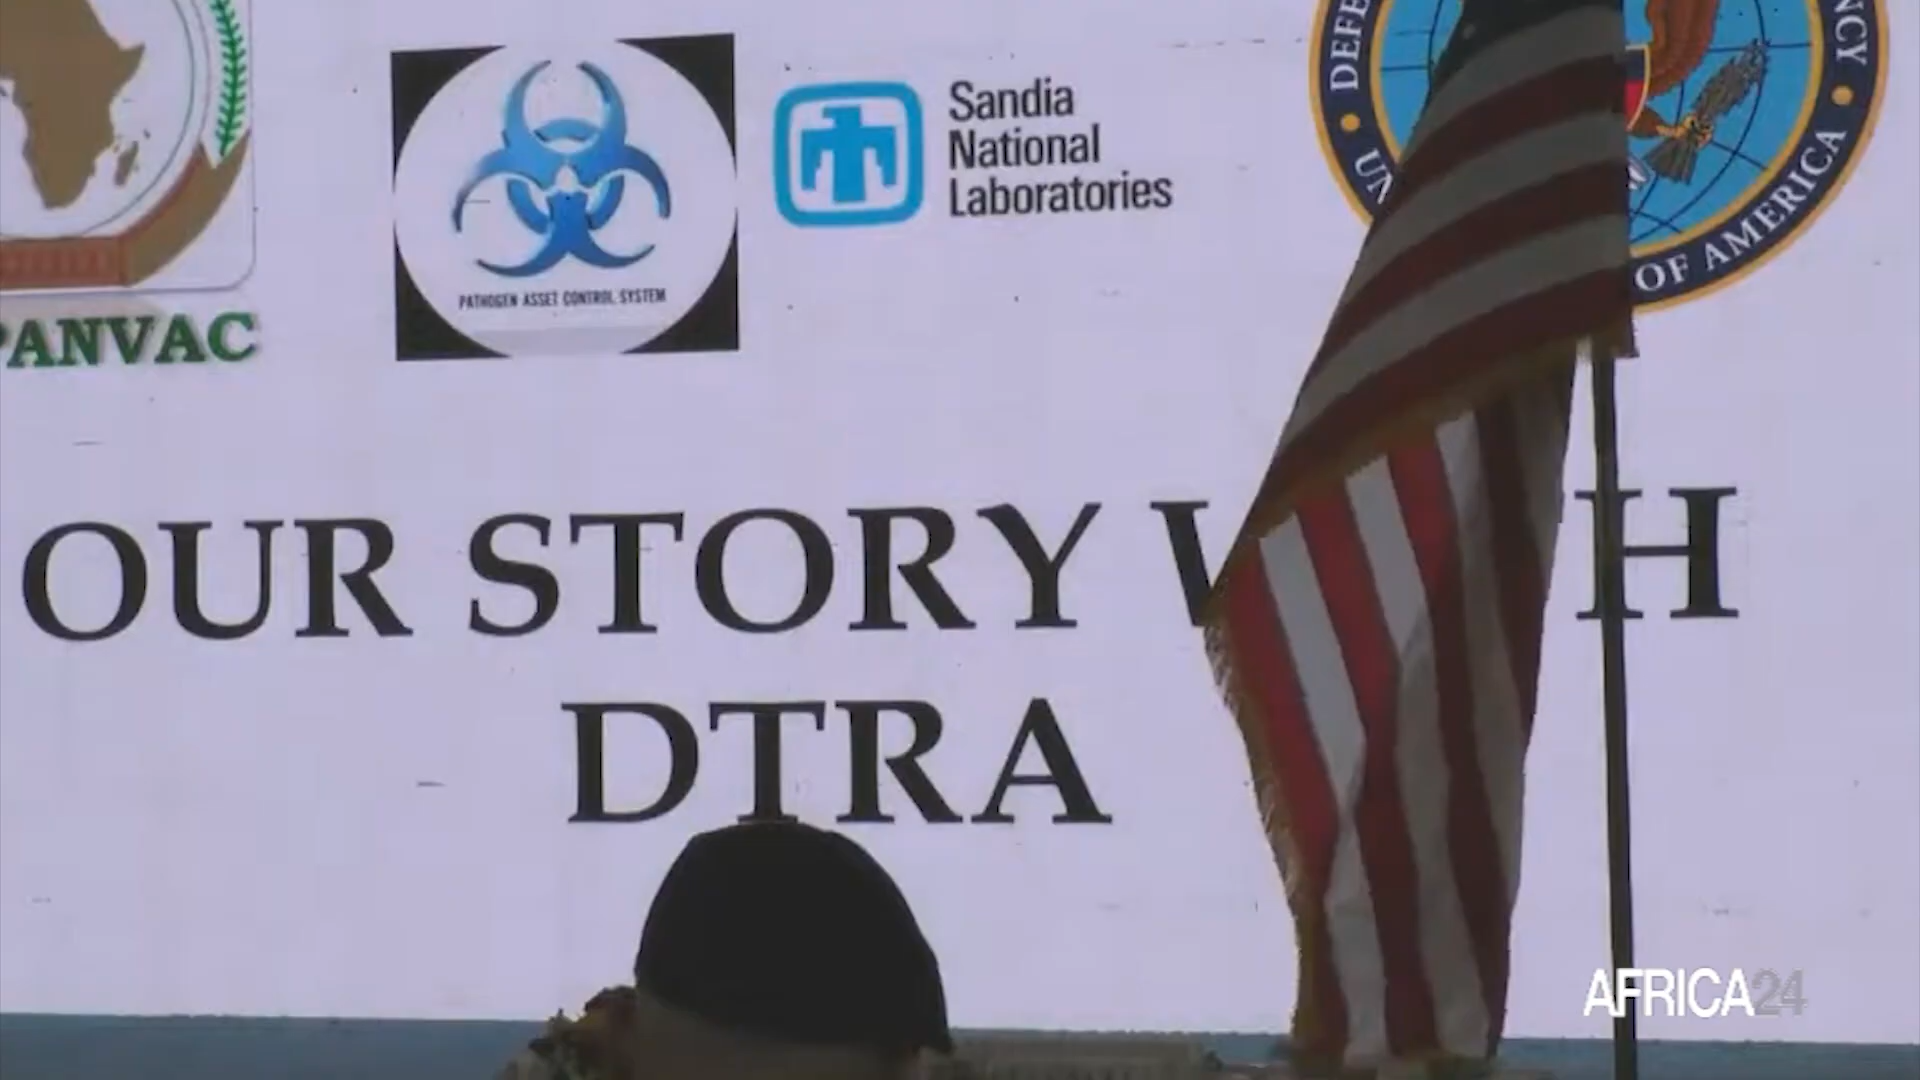 PANVAC
PATHOGEN ASSET CONTROL SYSTEM
Sandia
National
Laboratories
OF AMERICA
OUR STORY
DTRA
AFRICA24